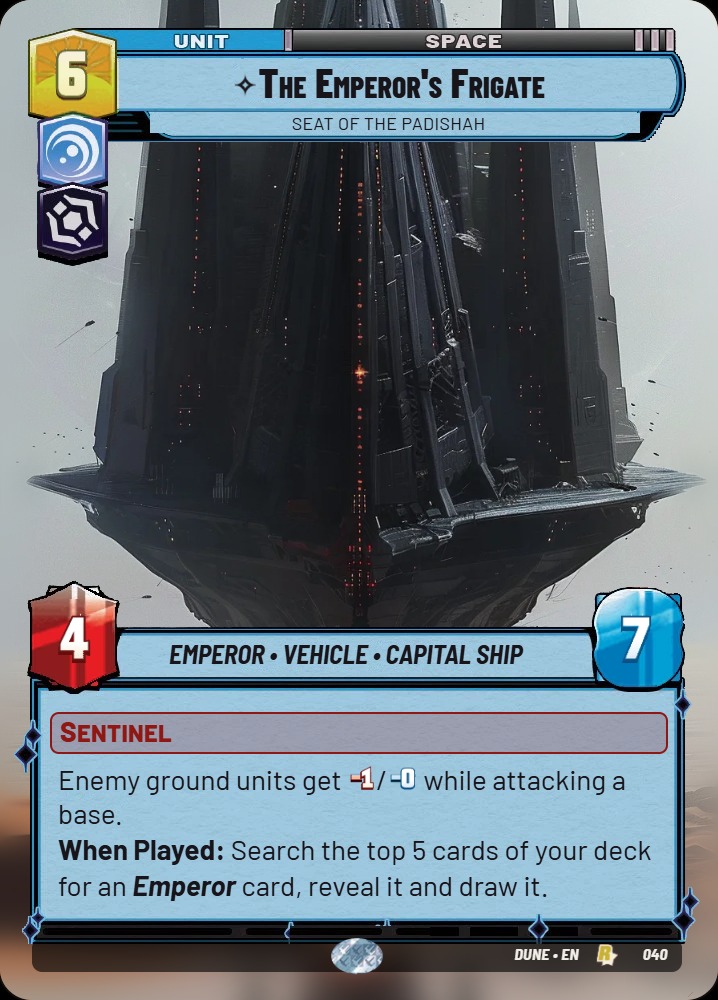 UNIT SPACE
6
✧THE EMPEROR'S FRIGATE
SEAT OF THE PADISHAH
4
EMPEROR • VEHICLE • CAPITAL SHIP
7
SENTINEL
Enemy ground units get -1/-0 while attacking a
base.
When Played: Search the top 5 cards of your deck
for an Emperor card, reveal it and draw it.
DUNE • EN R 040